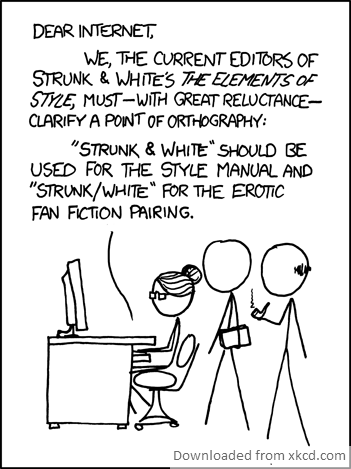 DEAR INTERNET,
WE, THE CURRENT EDITORS OF
STRUNK & WHITE'S THE ELEMENTS OF
STYLE, MUST—WITH GREAT RELUCTANCE—
CLARIFY A POINT OF ORTHOGRAPHY:
"STRUNK & WHITE" SHOULD BE
USED FOR THE STYLE MANUAL AND
"STRUNK/WHITE" FOR THE EROTIC
FAN FICTION PAIRING.
Downloaded from xkcd.com